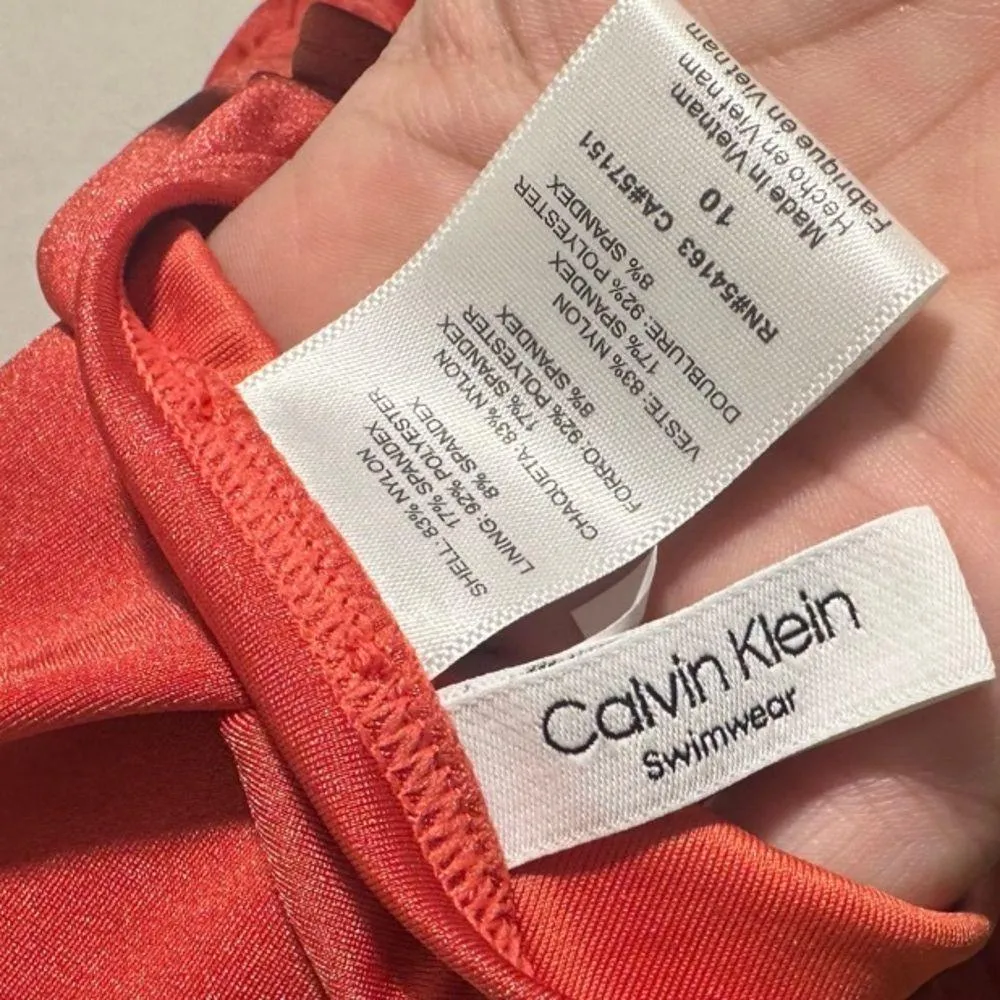 SHELL: 83% NYLON
17% SPANDEX
LINING: 92% POLYESTER
8% SPANDEX
CHAQUETA: 83% NYLON
17% SPANDEX
FORRO: 92% POLYESTER
8% SPANDEX
VESTE: 83% NYLON
17% SPANDEX
DOUBLURE: 92% POLYESTER
8% SPANDEX
RN#54163 CA#57151
10
Made in Vietnam
Hecho en Vietnam
Fabriqué en Vietnam
Calvin Klein
Swimwear